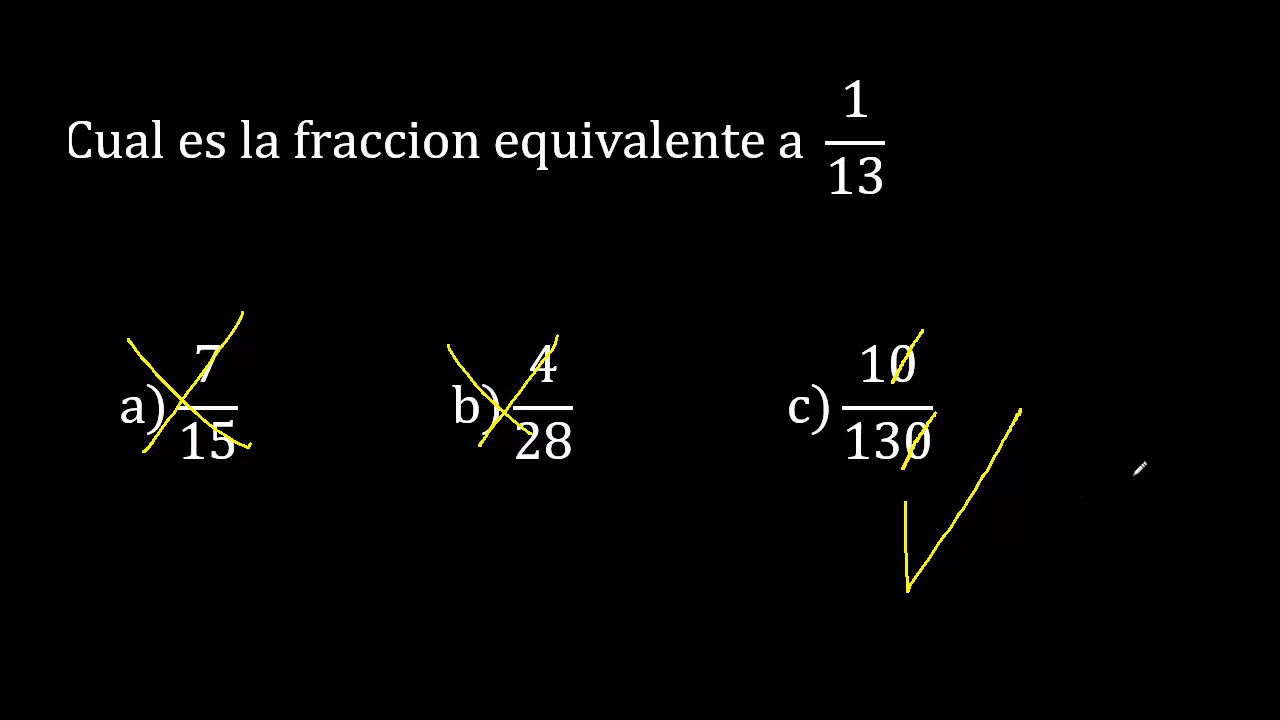 Cual es la fraccion equivalente a 1/13
a) 7/15 b) 4/28 c) 10/130